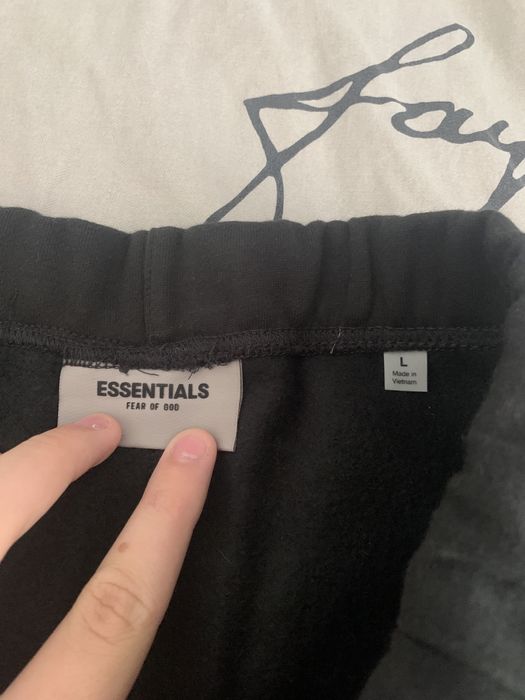 ESSENTIALS
FEAR OF GOD
L
Made in
Vietnam